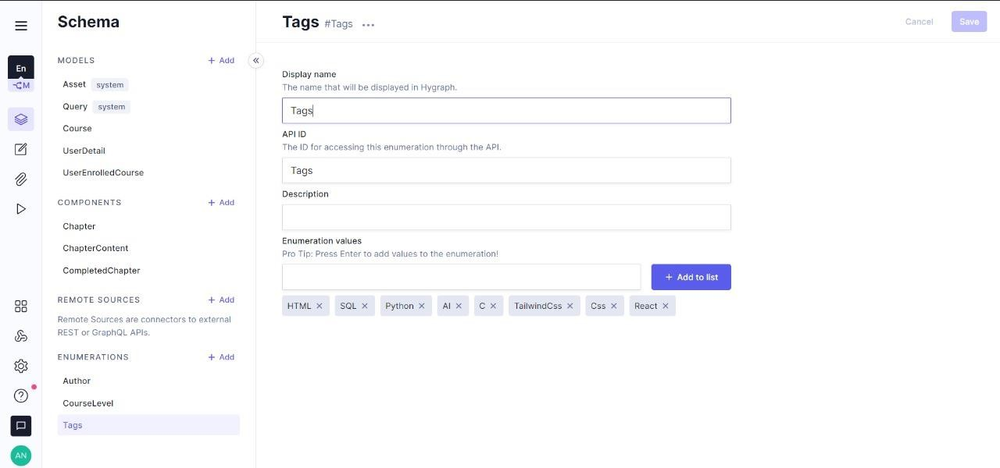 Schema
Tags #Tags
Cancel
Save
En
M
MODELS
+ Add
Asset system
Query system
Course
UserDetail
UserEnrolledCourse
COMPONENTS
+ Add
Chapter
ChapterContent
CompletedChapter
REMOTE SOURCES
+ Add
Remote Sources are connectors to external
REST or GraphQL APIs.
ENUMERATIONS
+ Add
Author
CourseLevel
Tags
AN
Display name
The name that will be displayed in Hygraph.
Tags
API ID
The ID for accessing this enumeration through the API.
Tags
Description
Enumeration values
Pro Tip: Press Enter to add values to the enumeration!
+ Add to list
HTML SQL Python AI C TailwindCss Css React